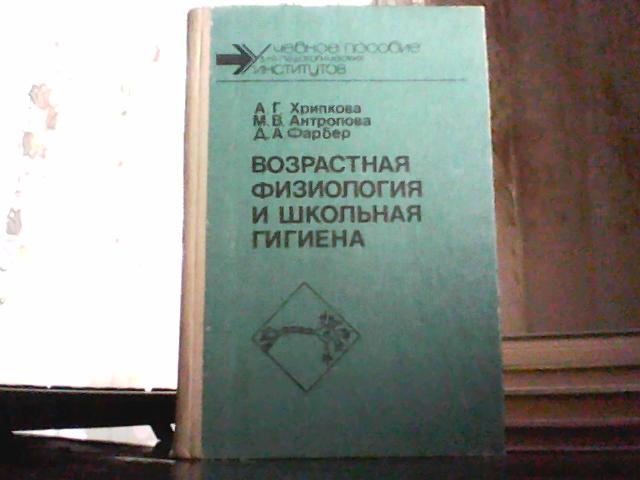 Учебное пособие
для педагогических
институтов
А. Г. Хрипкова
М. В. Антропова
Д. А. Фарбер
ВОЗРАСТНАЯ
ФИЗИОЛОГИЯ
И ШКОЛЬНАЯ
ГИГИЕНА